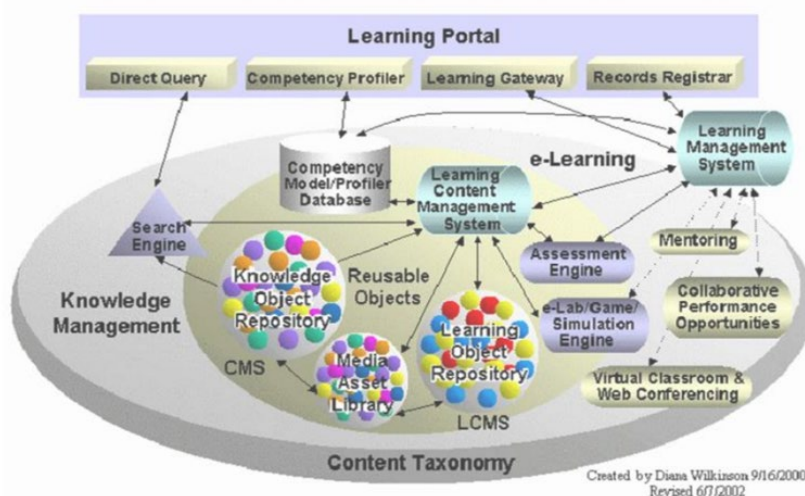 Learning Portal
Direct Query
Competency Profiler
Learning Gateway
Records Registrar
Learning
Management
System
e-Learning
Competency
Model/Profiler
Database
Learning
Content
Management
System
Search
Engine
Mentoring
Assessment
Engine
Knowledge
Object
Repository
Reusable
Objects
Collaborative
Performance
Opportunities
Knowledge
Management
e-Lab/Game/
Simulation
Engine
Learning
Object
Repository
CMS
Media
Asset
Library
Virtual Classroom &
Web Conferencing
LCMS
Content Taxonomy
Created by Diana Wilkinson 9/16/2000
Revised 6/7/2002